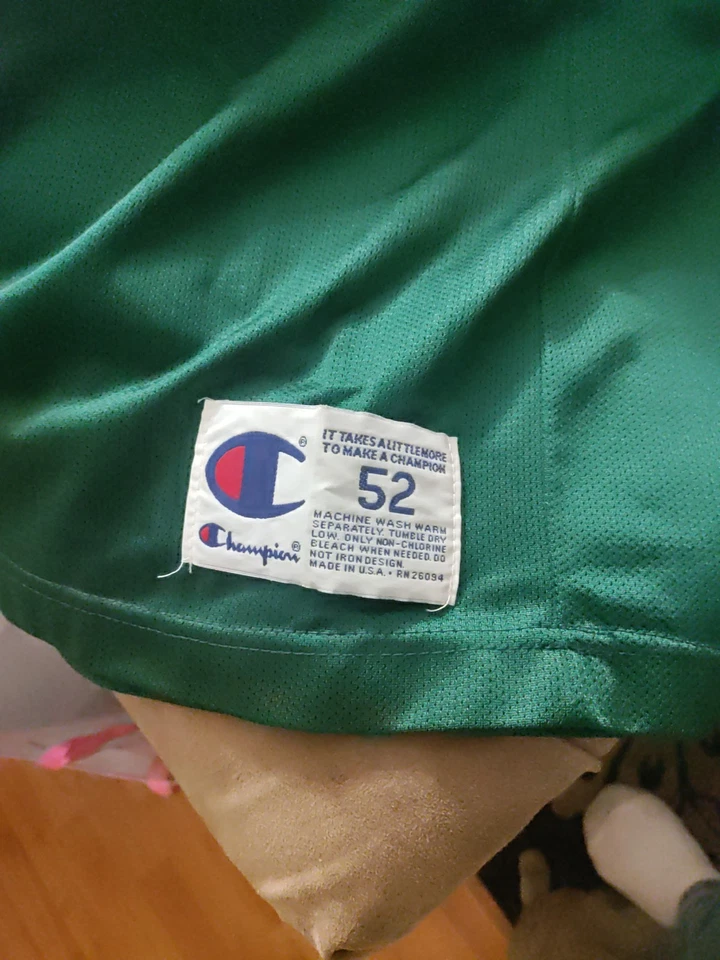 ®
IT TAKES A LITTLE MORE
TO MAKE A CHAMPION
52
Champion®
MACHINE WASH WARM
SEPARATELY. TUMBLE DRY
LOW. ONLY NON-CHLORINE
BLEACH WHEN NEEDED. DO
NOT IRON DESIGN.
MADE IN U.S.A. • RN26094